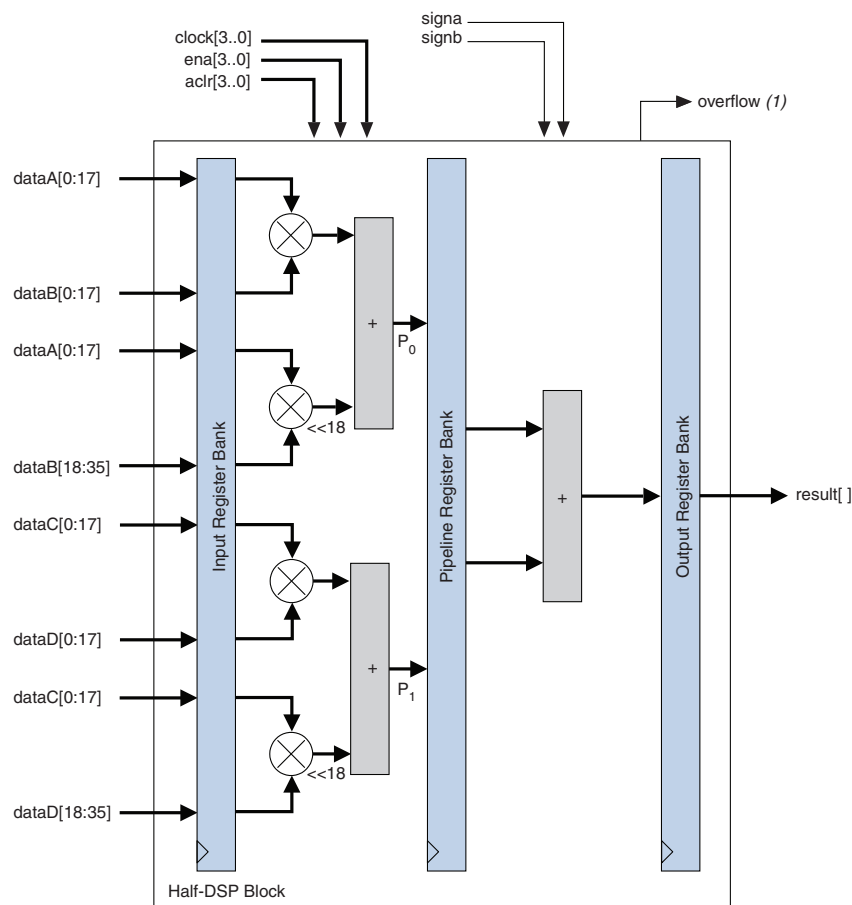 clock[3..0]
ena[3..0]
aclr[3..0]
signa
signb
overflow (1)
dataA[0:17]
dataB[0:17]
dataA[0:17]
dataB[18:35]
dataC[0:17]
dataD[0:17]
dataC[0:17]
dataD[18:35]
Input Register Bank
<<18
<<18
+
P0
+
P1
Pipeline Register Bank
+
Output Register Bank
result[ ]
Half-DSP Block